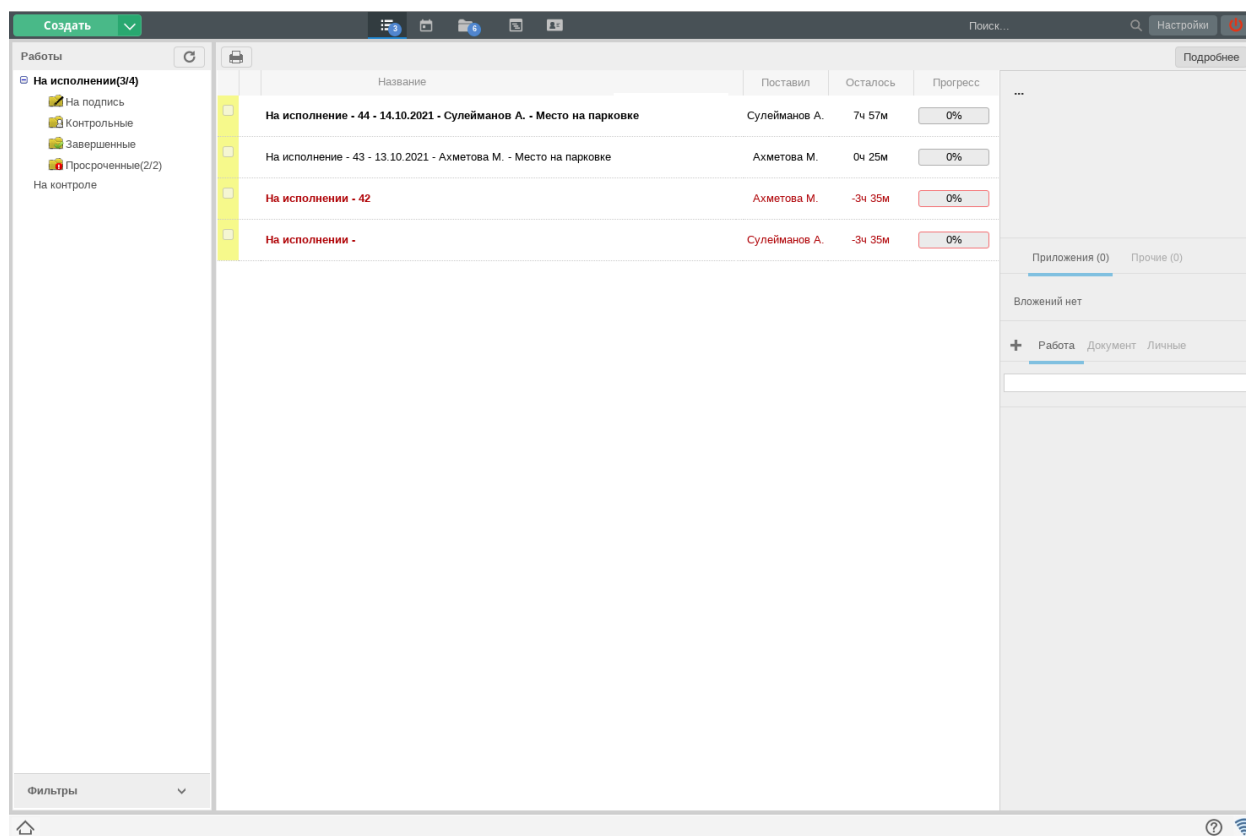 Создать
3
6
Поиск...
Настройки
Работы
Подробнее
На исполнении(3/4)
На подпись
Контрольные
Завершенные
Просроченные(2/2)
На контроле
Название
Поставил
Осталось
Прогресс
На исполнение - 44 - 14.10.2021 - Сулейманов А. - Место на парковке
Сулейманов А.
7ч 57м
0%
На исполнение - 43 - 13.10.2021 - Ахметова М. - Место на парковке
Ахметова М.
0ч 25м
0%
На исполнении - 42
Ахметова М.
-3ч 35м
0%
На исполнении -
Сулейманов А.
-3ч 35м
0%
...
Приложения (0)
Прочие (0)
Вложений нет
Работа
Документ
Личные
Фильтры